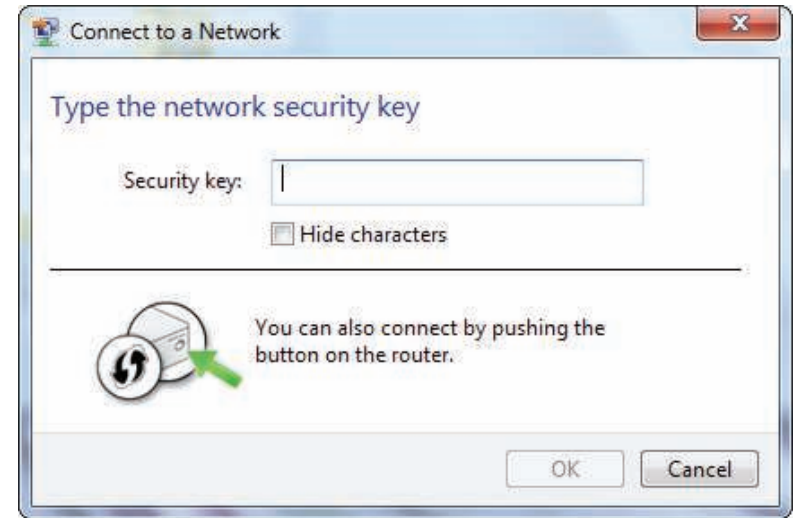 Connect to a Network
Type the network security key
Security key:
Hide characters
You can also connect by pushing the
button on the router.
OK
Cancel